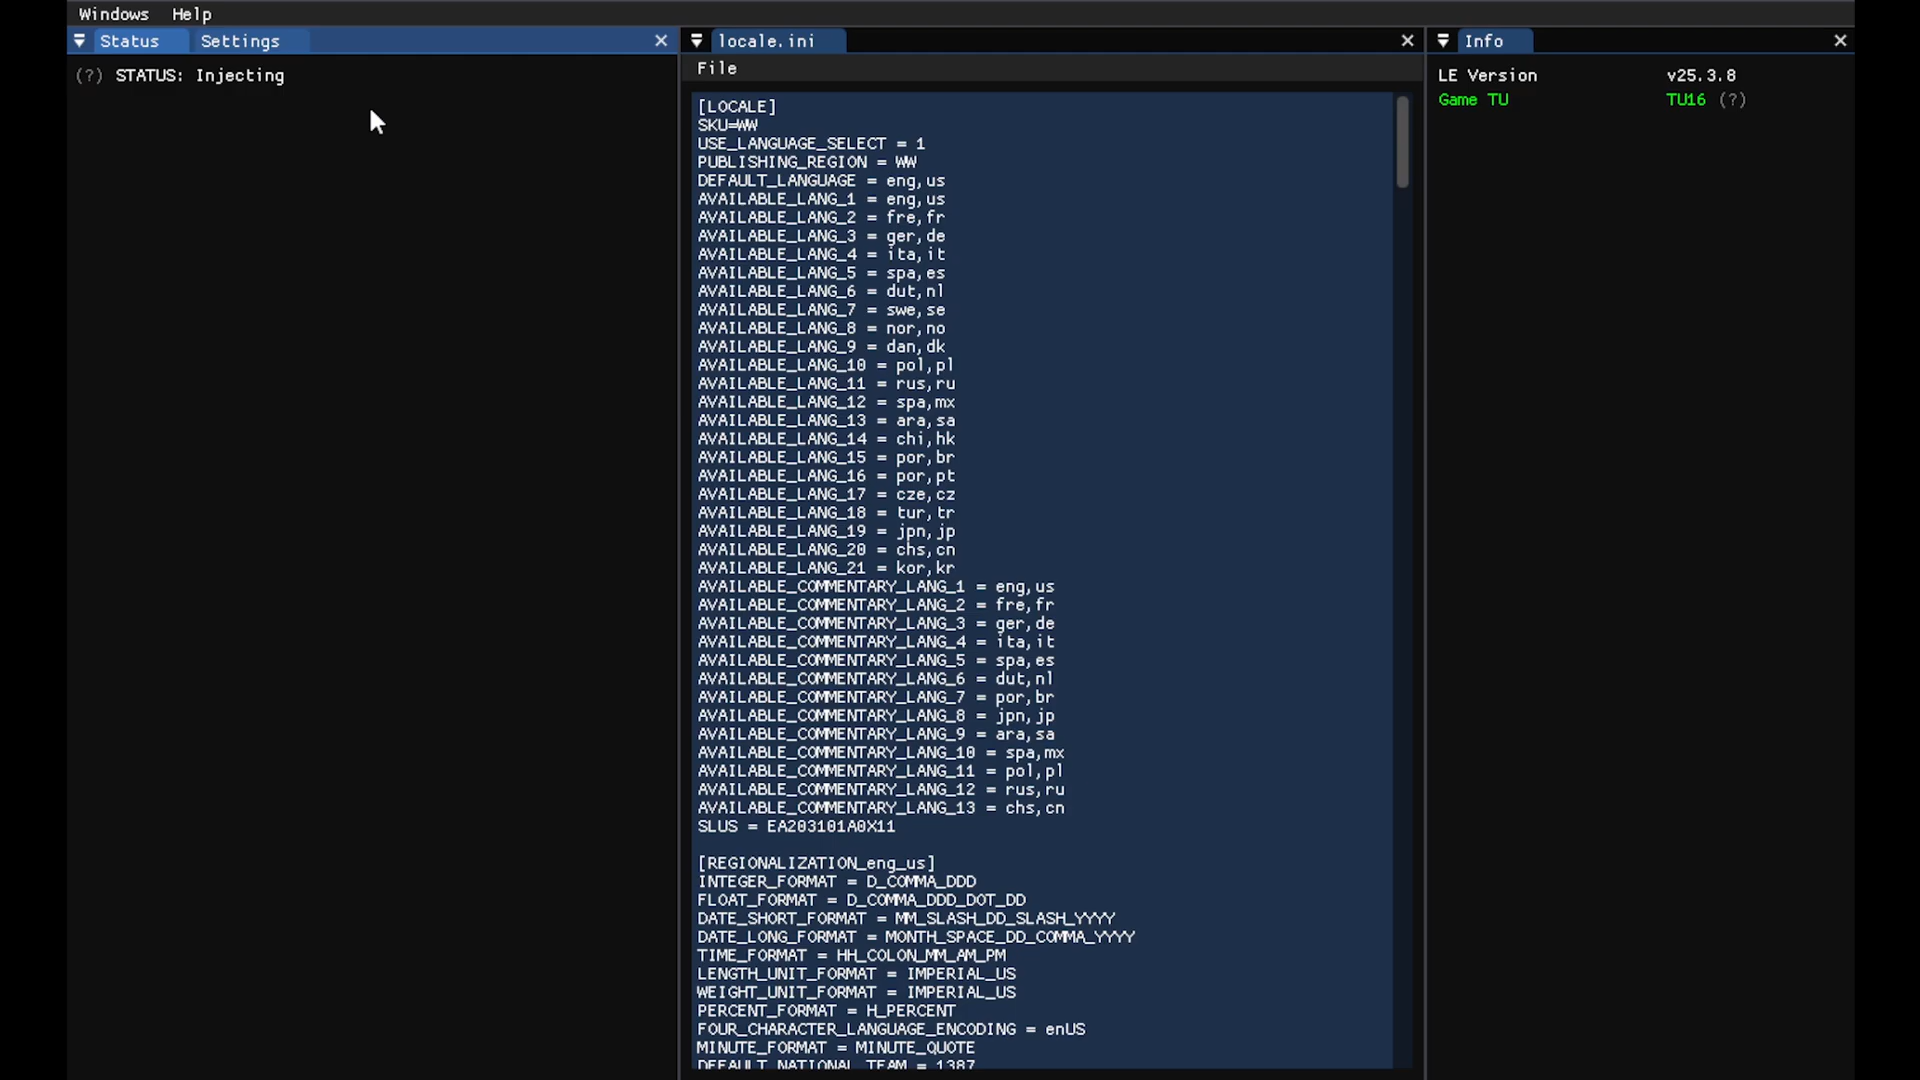 Windows Help
Status Settings
(?) STATUS: Injecting
locale.ini
File
[LOCALE]
SKU=WW
USE_LANGUAGE_SELECT = 1
PUBLISHING_REGION = WW
DEFAULT_LANGUAGE = eng,us
AVAILABLE_LANG_1 = eng,us
AVAILABLE_LANG_2 = fre,fr
AVAILABLE_LANG_3 = ger,de
AVAILABLE_LANG_4 = ita,it
AVAILABLE_LANG_5 = spa,es
AVAILABLE_LANG_6 = dut,nl
AVAILABLE_LANG_7 = swe,se
AVAILABLE_LANG_8 = nor,no
AVAILABLE_LANG_9 = dan,dk
AVAILABLE_LANG_10 = pol,pl
AVAILABLE_LANG_11 = rus,ru
AVAILABLE_LANG_12 = spa,mx
AVAILABLE_LANG_13 = ara,sa
AVAILABLE_LANG_14 = chi,hk
AVAILABLE_LANG_15 = por,br
AVAILABLE_LANG_16 = por,pt
AVAILABLE_LANG_17 = cze,cz
AVAILABLE_LANG_18 = tur,tr
AVAILABLE_LANG_19 = jpn,jp
AVAILABLE_LANG_20 = chs,cn
AVAILABLE_LANG_21 = kor,kr
AVAILABLE_COMMENTARY_LANG_1 = eng,us
AVAILABLE_COMMENTARY_LANG_2 = fre,fr
AVAILABLE_COMMENTARY_LANG_3 = ger,de
AVAILABLE_COMMENTARY_LANG_4 = ita,it
AVAILABLE_COMMENTARY_LANG_5 = spa,es
AVAILABLE_COMMENTARY_LANG_6 = dut,nl
AVAILABLE_COMMENTARY_LANG_7 = por,br
AVAILABLE_COMMENTARY_LANG_8 = jpn,jp
AVAILABLE_COMMENTARY_LANG_9 = ara,sa
AVAILABLE_COMMENTARY_LANG_10 = spa,mx
AVAILABLE_COMMENTARY_LANG_11 = pol,pl
AVAILABLE_COMMENTARY_LANG_12 = rus,ru
AVAILABLE_COMMENTARY_LANG_13 = chs,cn
SLUS = EA203101A0X11
[REGIONALIZATION_eng_us]
INTEGER_FORMAT = D_COMMA_DDD
FLOAT_FORMAT = D_COMMA_DDD_DOT_DD
DATE_SHORT_FORMAT = MM_SLASH_DD_SLASH_YYYY
DATE_LONG_FORMAT = MONTH_SPACE_DD_COMMA_YYYY
TIME_FORMAT = HH_COLON_MM_AM_PM
LENGTH_UNIT_FORMAT = IMPERIAL_US
WEIGHT_UNIT_FORMAT = IMPERIAL_US
PERCENT_FORMAT = H_PERCENT
FOUR_CHARACTER_LANGUAGE_ENCODING = enUS
MINUTE_FORMAT = MINUTE_QUOTE
DEFAULT_NATIONAL_TEAM = 1387
Info
LE Version v25.3.8
Game TU TU16 (?)